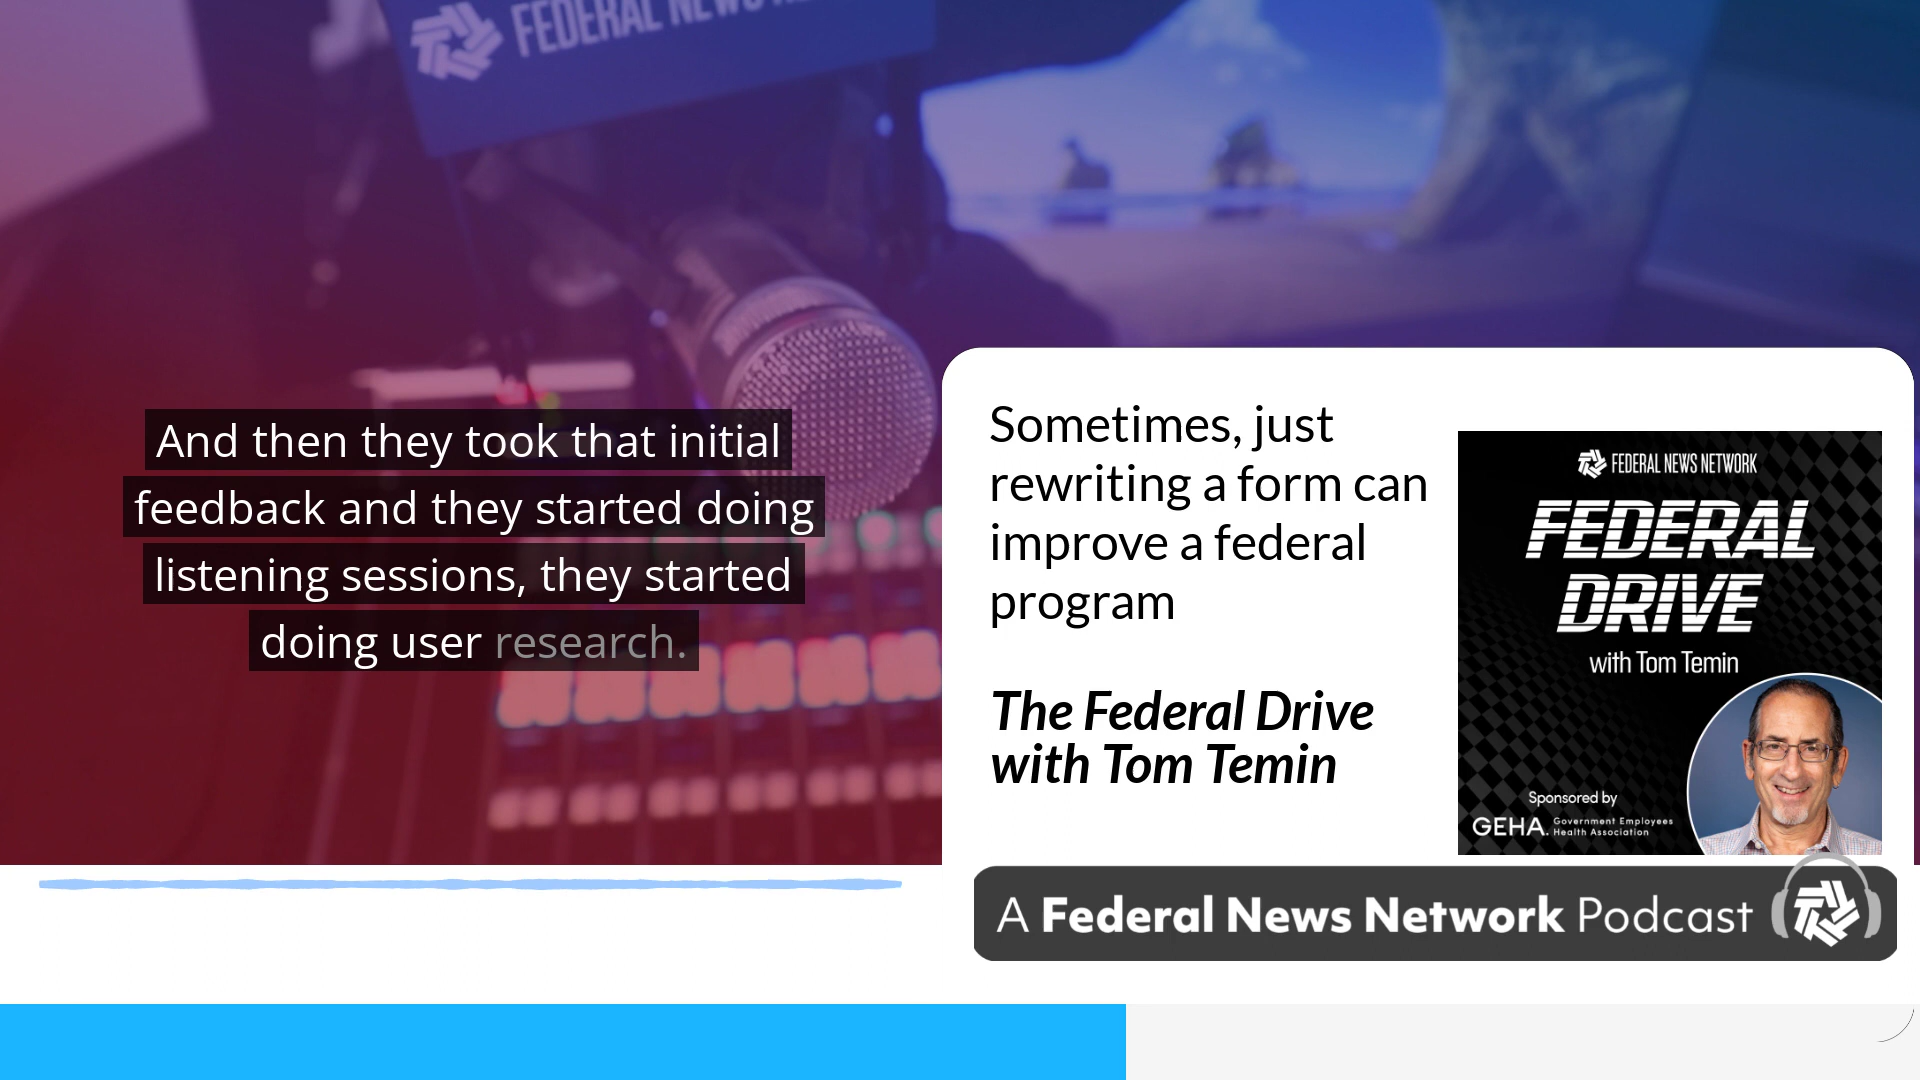 FEDERAL NEWS
And then they took that initial
feedback and they started doing
listening sessions, they started
doing user research.
Sometimes, just
rewriting a form can
improve a federal
program
The Federal Drive
with Tom Temin
FEDERAL NEWS NETWORK
FEDERAL
DRIVE
with Tom Temin
Sponsored by
GEHA. Government Employees
Health Association
A Federal News Network Podcast